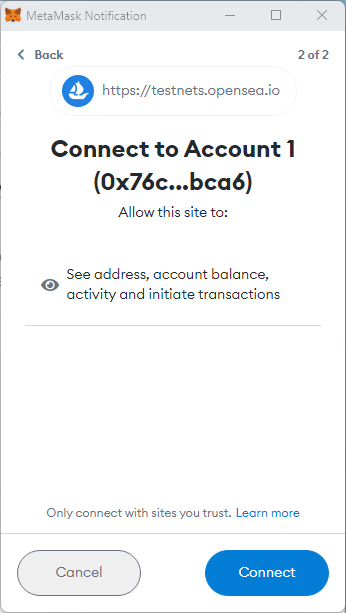 MetaMask Notification
Back
2 of 2
https://testnets.opensea.io
Connect to Account 1
(0x76c...bca6)
Allow this site to:
See address, account balance,
activity and initiate transactions
Only connect with sites you trust. Learn more
Cancel
Connect